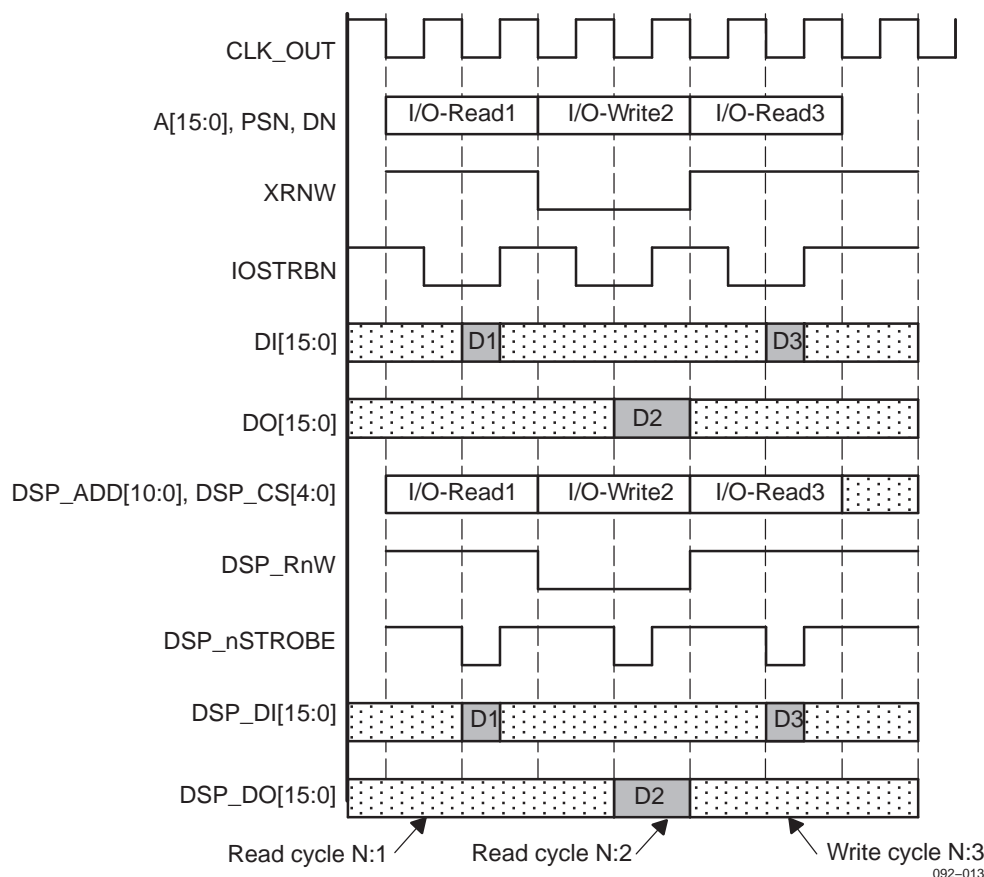 CLK_OUT
A[15:0], PSN, DN
I/O-Read1 I/O-Write2 I/O-Read3
XRNW
IOSTRBN
DI[15:0]
D1 D3
DO[15:0]
D2
DSP_ADD[10:0], DSP_CS[4:0]
I/O-Read1 I/O-Write2 I/O-Read3
DSP_RnW
DSP_nSTROBE
DSP_DI[15:0]
D1 D3
DSP_DO[15:0]
D2
Read cycle N:1 Read cycle N:2 Write cycle N:3
092–013